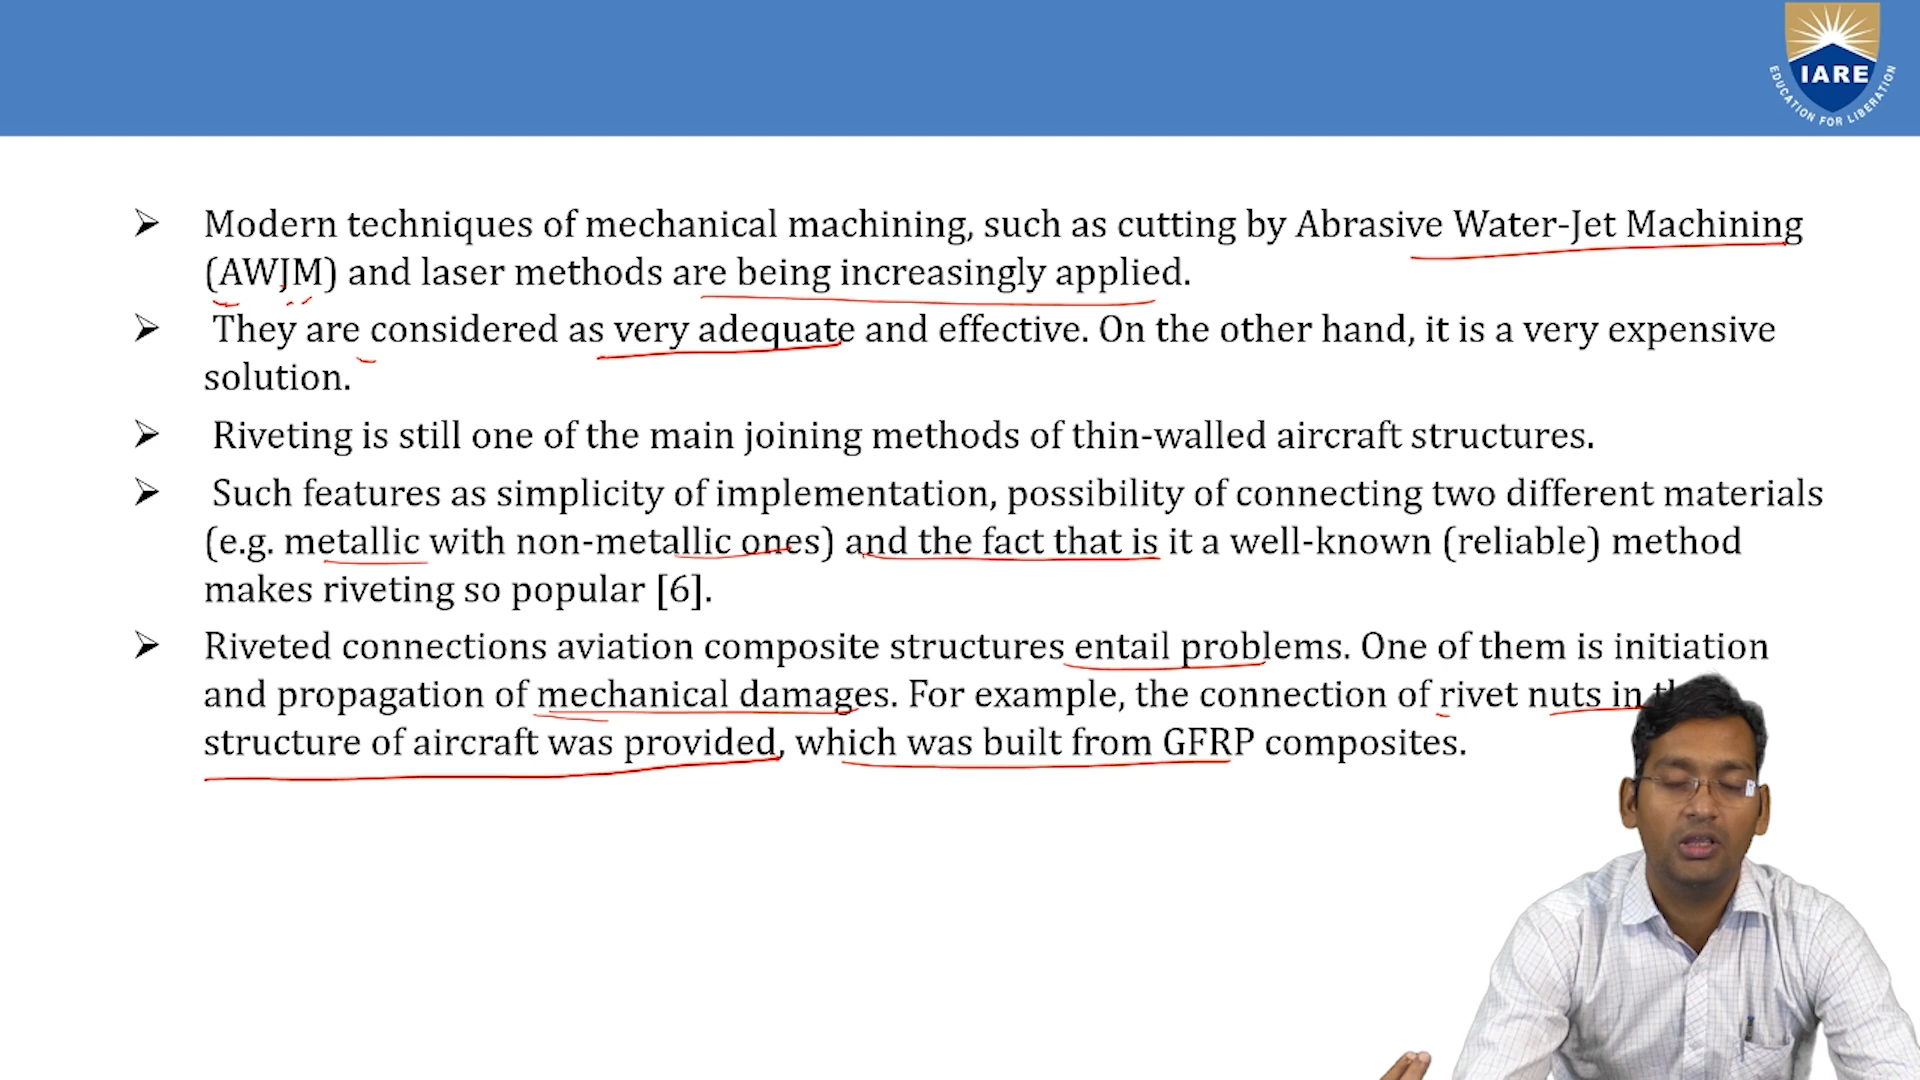 IARE
EDUCATION FOR LIBERATION
Modern techniques of mechanical machining, such as cutting by Abrasive Water-Jet Machining
(AWJM) and laser methods are being increasingly applied.
They are considered as very adequate and effective. On the other hand, it is a very expensive
solution.
Riveting is still one of the main joining methods of thin-walled aircraft structures.
Such features as simplicity of implementation, possibility of connecting two different materials
(e.g. metallic with non-metallic ones) and the fact that is it a well-known (reliable) method
makes riveting so popular [6].
Riveted connections aviation composite structures entail problems. One of them is initiation
and propagation of mechanical damages. For example, the connection of rivet nuts in
structure of aircraft was provided, which was built from GFRP composites.